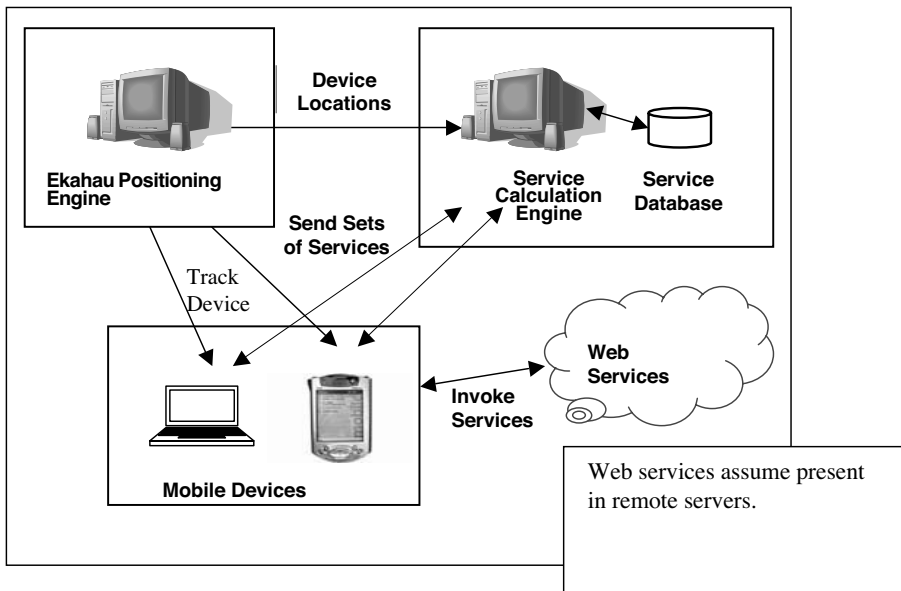 Device
Locations
Ekahau Positioning
Engine
Service
Calculation
Engine
Service
Database
Send Sets
of Services
Track
Device
Web
Services
Invoke
Services
Mobile Devices
Web services assume present
in remote servers.